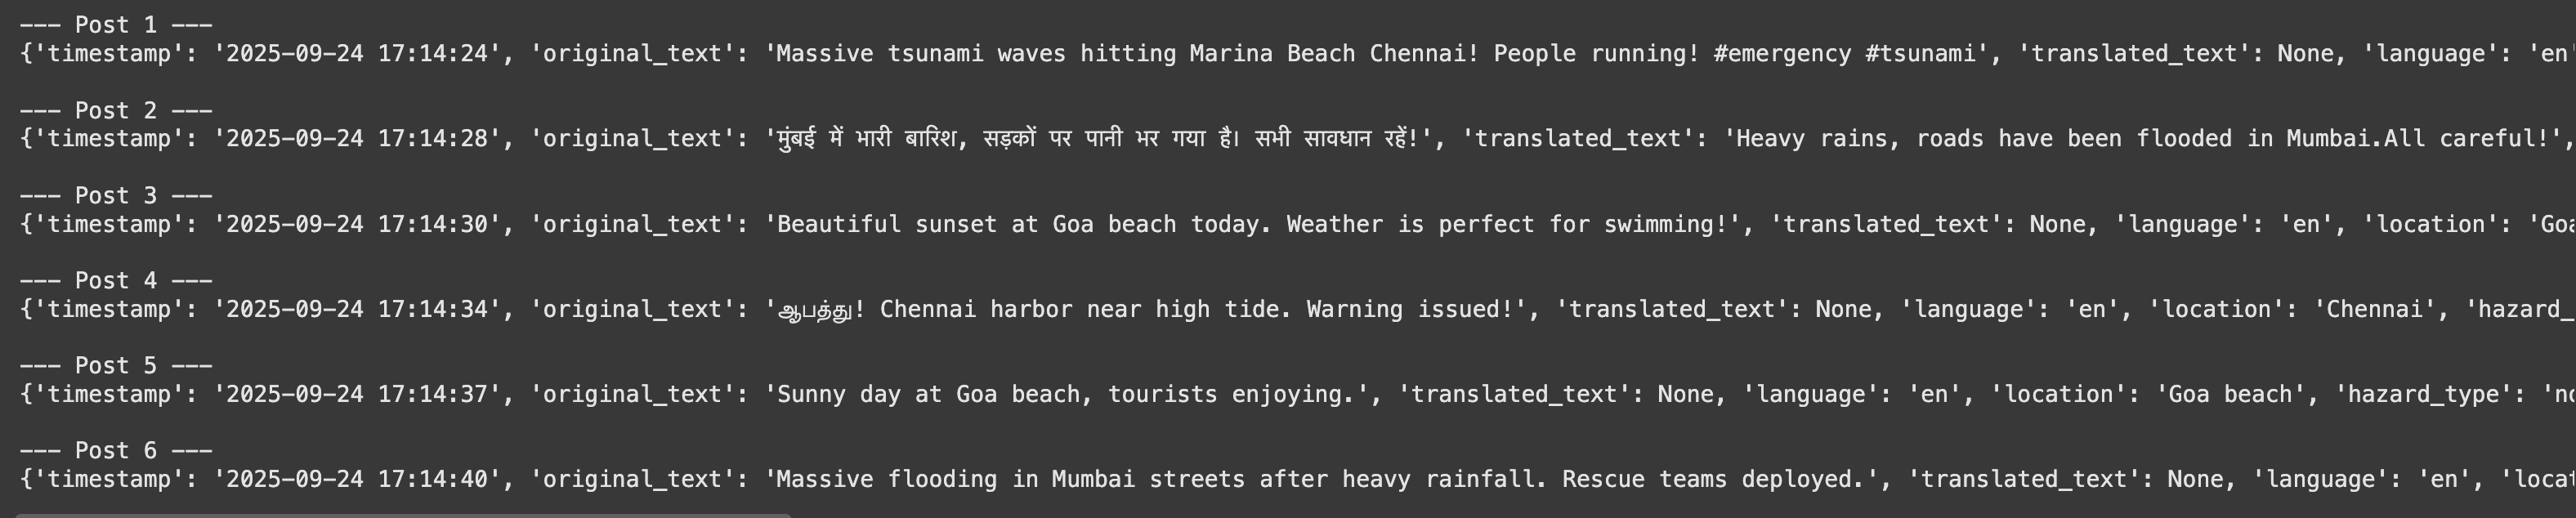 --- Post 1 ---
{'timestamp': '2025-09-24 17:14:24', 'original_text': 'Massive tsunami waves hitting Marina Beach Chennai! People running! #emergency #tsunami', 'translated_text': None, 'language': 'en'
--- Post 2 ---
{'timestamp': '2025-09-24 17:14:28', 'original_text': 'मुंबई में भारी बारिश, सड़कों पर पानी भर गया है। सभी सावधान रहें!', 'translated_text': 'Heavy rains, roads have been flooded in Mumbai.All careful!',
--- Post 3 ---
{'timestamp': '2025-09-24 17:14:30', 'original_text': 'Beautiful sunset at Goa beach today. Weather is perfect for swimming!', 'translated_text': None, 'language': 'en', 'location': 'Goa
--- Post 4 ---
{'timestamp': '2025-09-24 17:14:34', 'original_text': 'ஆபத்து! Chennai harbor near high tide. Warning issued!', 'translated_text': None, 'language': 'en', 'location': 'Chennai', 'hazard_
--- Post 5 ---
{'timestamp': '2025-09-24 17:14:37', 'original_text': 'Sunny day at Goa beach, tourists enjoying.', 'translated_text': None, 'language': 'en', 'location': 'Goa beach', 'hazard_type': 'no
--- Post 6 ---
{'timestamp': '2025-09-24 17:14:40', 'original_text': 'Massive flooding in Mumbai streets after heavy rainfall. Rescue teams deployed.', 'translated_text': None, 'language': 'en', 'locat